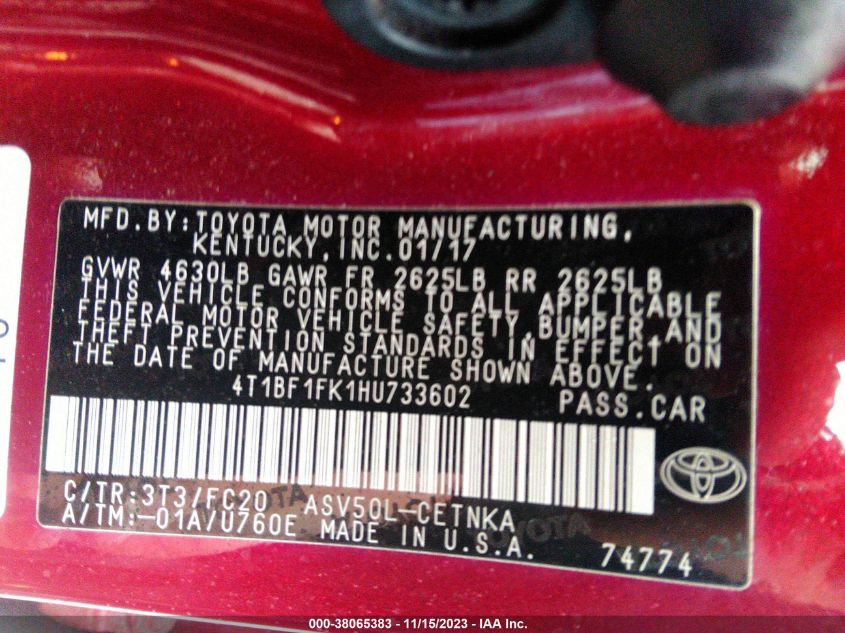 MFD.BY:TOYOTA MOTOR MANUFACTURING,
KENTUCKY,INC.01/17
GVWR 4630LB GAWR FR 2625LB RR 2625LB
THIS VEHICLE CONFORMS TO ALL APPLICABLE
FEDERAL MOTOR VEHICLE SAFETY,BUMPER,AND
THEFT PREVENTION STANDARDS IN EFFECT ON
THE DATE OF MANUFACTURE SHOWN ABOVE.
4T1BF1FK1HU733602 PASS.CAR
C/TR:3T3/FC20 ASV50L-CETNKA
A/TM:-01A/U760E MADE IN U.S.A. 74774
TOYOTA
TOYOTA
000-38065383 - 11/15/2023 - IAA Inc.